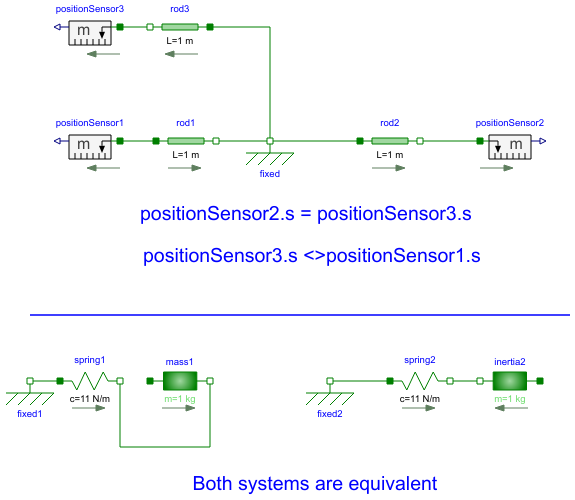 positionSensor3 rod3
m
L=1 m
positionSensor1 rod1 rod2 positionSensor2
m m
L=1 m L=1 m
fixed
positionSensor2.s = positionSensor3.s
positionSensor3.s <>positionSensor1.s
spring1 mass1 spring2 inertia2
c=11 N/m m=1 kg c=11 N/m m=1 kg
fixed1 fixed2
Both systems are equivalent